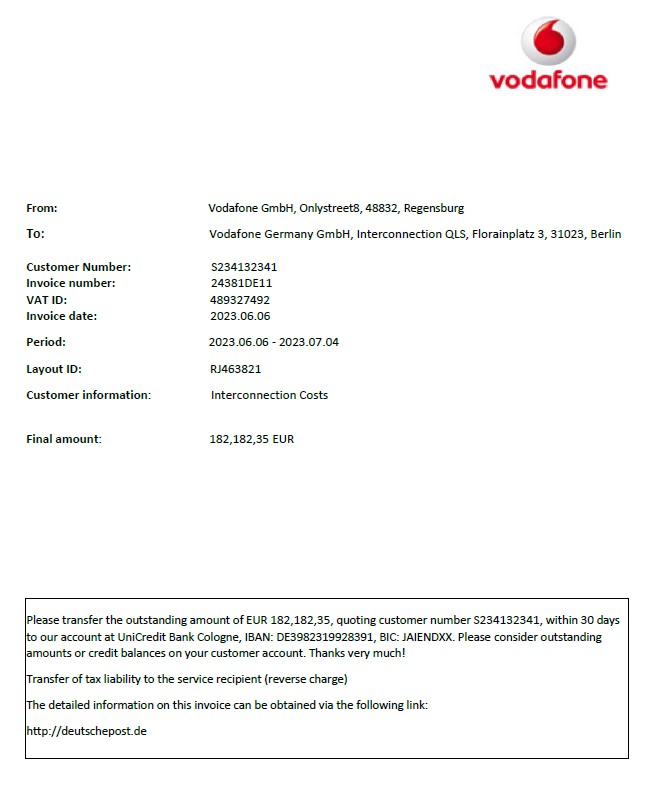 vodafone
From: Vodafone GmbH, Onlystreet8, 48832, Regensburg
To: Vodafone Germany GmbH, Interconnection QLS, Florainplatz 3, 31023, Berlin
Customer Number: S234132341
Invoice number: 24381DE11
VAT ID: 489327492
Invoice date: 2023.06.06
Period: 2023.06.06 - 2023.07.04
Layout ID: RJ463821
Customer information: Interconnection Costs
Final amount: 182,182,35 EUR
Please transfer the outstanding amount of EUR 182,182,35, quoting customer number S234132341, within 30 days
to our account at UniCredit Bank Cologne, IBAN: DE3982319928391, BIC: JAIENDXX. Please consider outstanding
amounts or credit balances on your customer account. Thanks very much!
Transfer of tax liability to the service recipient (reverse charge)
The detailed information on this invoice can be obtained via the following link:
http://deutschepost.de